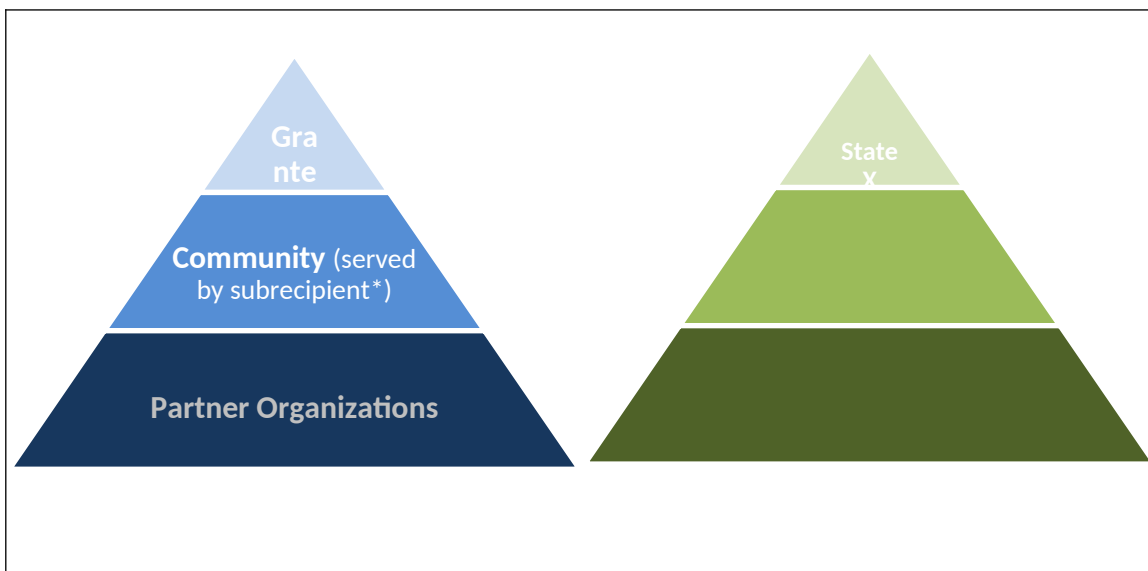 Gra
nte
Community (served
by subrecipient*)
Partner Organizations
State
X